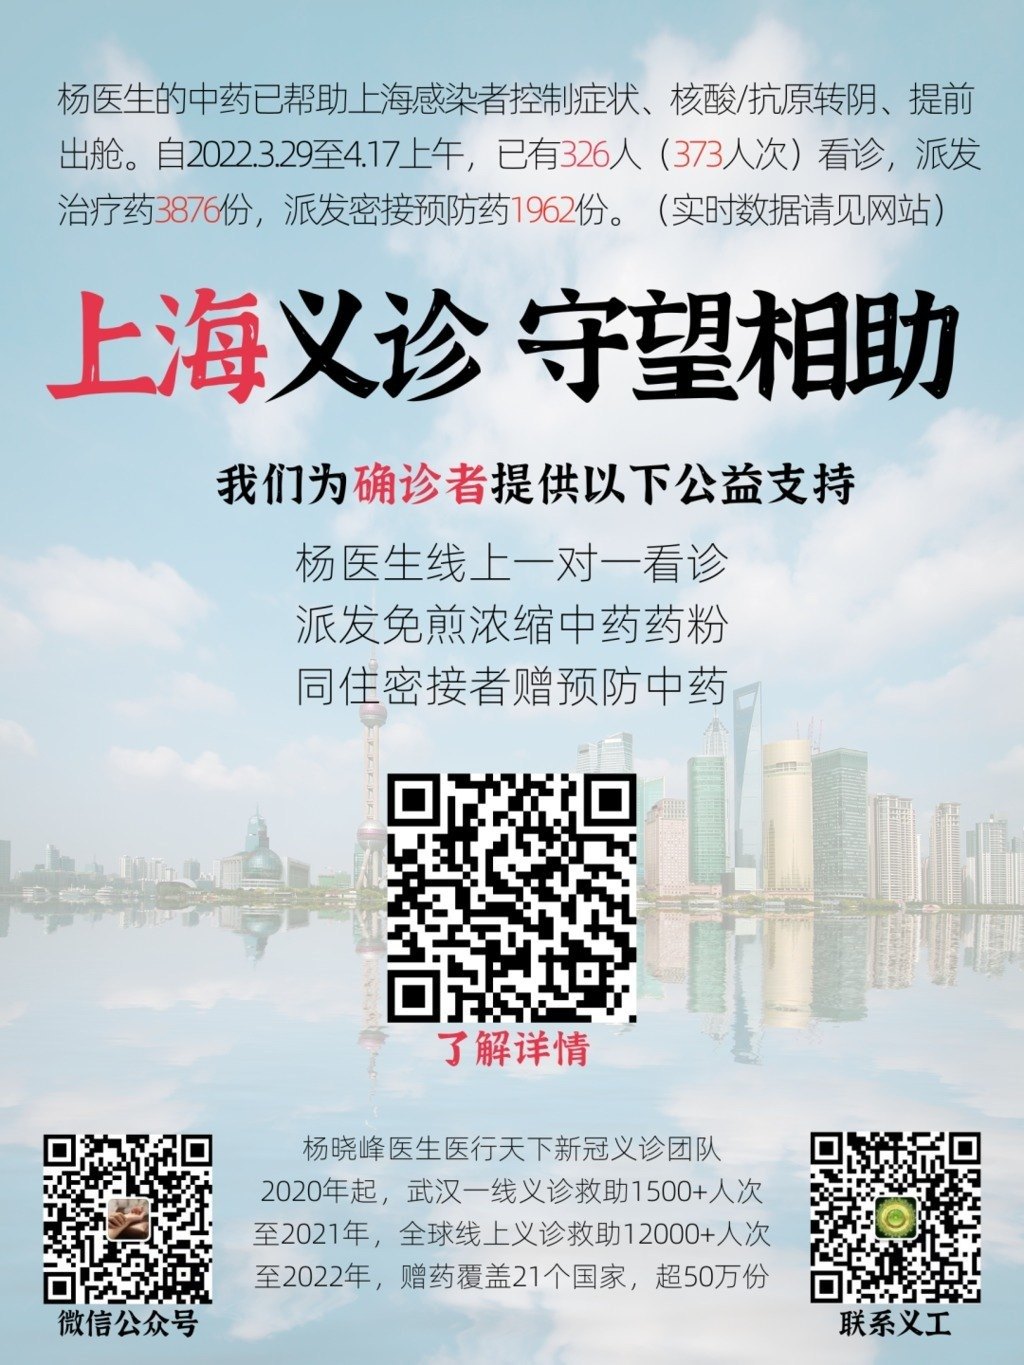 杨医生的中药已帮助上海感染者控制症状、核酸/抗原转阴、提前
出舱。自2022.3.29至4.17上午，已有326人（373人次）看诊，派发
治疗药3876份，派发密接预防药1962份。（实时数据请见网站）
上海义诊 守望相助
我们为确诊者提供以下公益支持
杨医生线上一对一看诊
派发免煎浓缩中药药粉
同住密接者赠预防中药
了解详情
杨晓峰医生医行天下新冠义诊团队
2020年起，武汉一线义诊救助1500+人次
至2021年，全球线上义诊救助12000+人次
至2022年，赠药覆盖21个国家，超50万份
微信公众号
联系义工